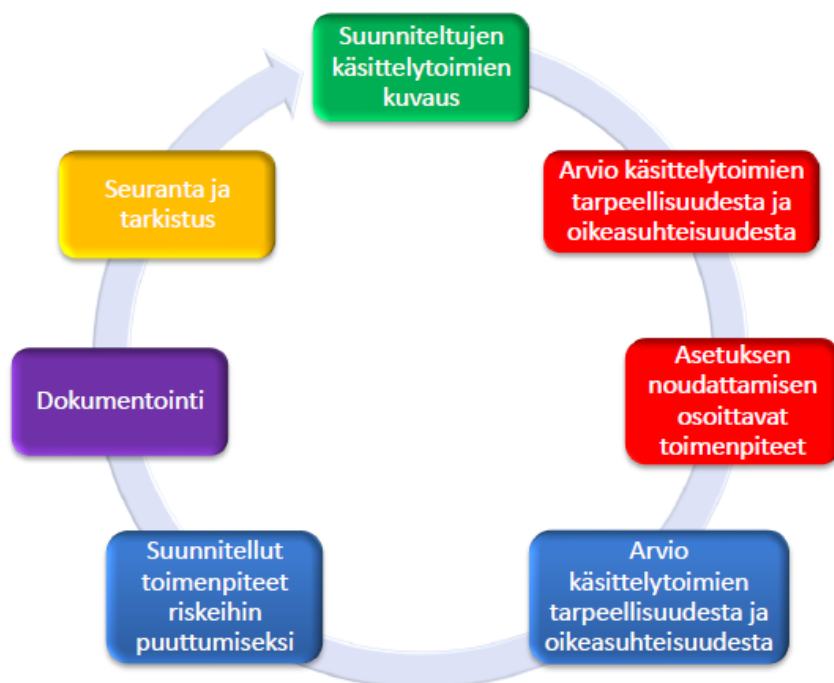 Suunniteltujen
käsittelytoimien
kuvaus
Arvio käsittelytoimien
tarpeellisuudesta ja
oikeasuhteisuudesta
Asetuksen
noudattamisen
osoittavat
toimenpiteet
Arvio
käsittelytoimien
tarpeellisuudesta ja
oikeasuhteisuudesta
Suunnitellut
toimenpiteet
riskeihin
puuttumiseksi
Dokumentointi
Seuranta ja
tarkistus